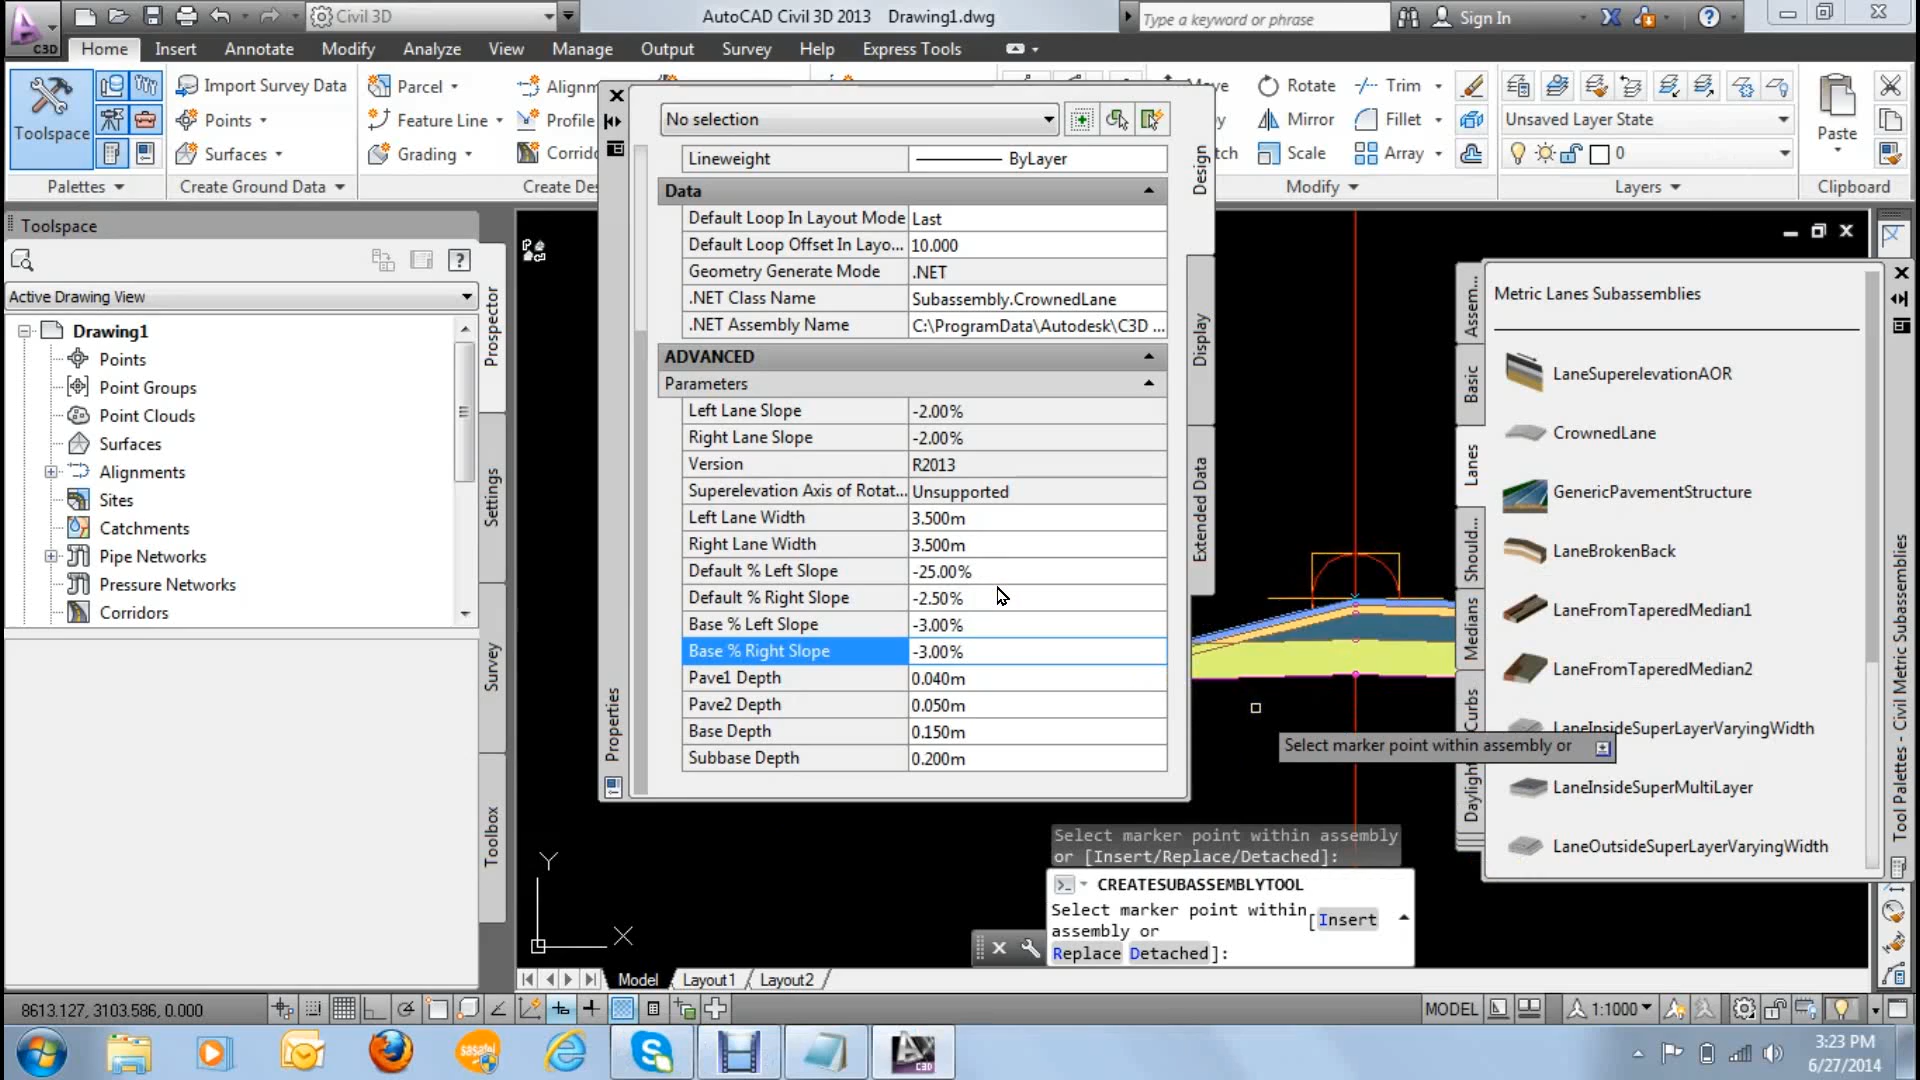 Civil 3D
AutoCAD Civil 3D 2013 Drawing1.dwg
Type a keyword or phrase
Sign In
C3D
Home Insert Annotate Modify Analyze View Manage Output Survey Help Express Tools
Toolspace
Import Survey Data
Points
Surfaces
Parcel
Feature Line
Grading
Alignm
Profile
Corrido
Rotate
Trim
Mirror
Fillet
Scale
Array
Unsaved Layer State
0
Paste
Palettes
Create Ground Data
Create Des
Modify
Layers
Clipboard
Toolspace
Active Drawing View
Drawing1
Points
Point Groups
Point Clouds
Surfaces
Alignments
Sites
Catchments
Pipe Networks
Pressure Networks
Corridors
Prospector
Settings
Survey
Toolbox
No selection
Lineweight ByLayer
Data
Default Loop In Layout Mode Last
Default Loop Offset In Layo... 10.000
Geometry Generate Mode .NET
.NET Class Name Subassembly.CrownedLane
.NET Assembly Name C:\ProgramData\Autodesk\C3D ...
ADVANCED
Parameters
Left Lane Slope -2.00%
Right Lane Slope -2.00%
Version R2013
Superelevation Axis of Rotat... Unsupported
Left Lane Width 3.500m
Right Lane Width 3.500m
Default % Left Slope -25.00%
Default % Right Slope -2.50%
Base % Left Slope -3.00%
Base % Right Slope -3.00%
Pave1 Depth 0.040m
Pave2 Depth 0.050m
Base Depth 0.150m
Subbase Depth 0.200m
Properties
Design
Display
Extended Data
Assem...
Basic
Lanes
Should...
Medians
Curbs
Daylight
Metric Lanes Subassemblies
LaneSuperelevationAOR
CrownedLane
GenericPavementStructure
LaneBrokenBack
LaneFromTaperedMedian1
LaneFromTaperedMedian2
LaneInsideSuperLayerVaryingWidth
LaneInsideSuperMultiLayer
LaneOutsideSuperLayerVaryingWidth
Tool Palettes - Civil Metric Subassemblies
Select marker point within assembly or
Select marker point within assembly
or [Insert/Replace/Detached]:
CREATESUBASSEMBLYTOOL
Select marker point within [Insert
assembly or
Replace Detached]:
Y
X
Model Layout1 Layout2
8613.127, 3103.586, 0.000
MODEL
1:1000
sasatel
C3D
3:23 PM
6/27/2014